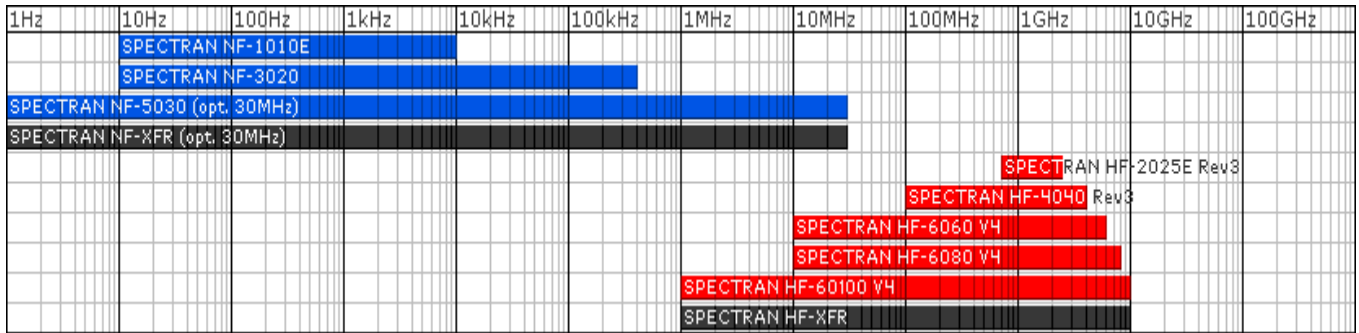 1Hz 10Hz 100Hz 1kHz 10kHz 100kHz 1MHz 10MHz 100MHz 1GHz 10GHz 100GHz
SPECTRAN NF-1010E
SPECTRAN NF-3020
SPECTRAN NF-5030 (opt. 30MHz)
SPECTRAN NF-XFR (opt. 30MHz)
SPECTRAN HF-2025E Rev3
SPECTRAN HF-4040 Rev3
SPECTRAN HF-6060 V4
SPECTRAN HF-6080 V4
SPECTRAN HF-60100 V4
SPECTRAN HF-XFR